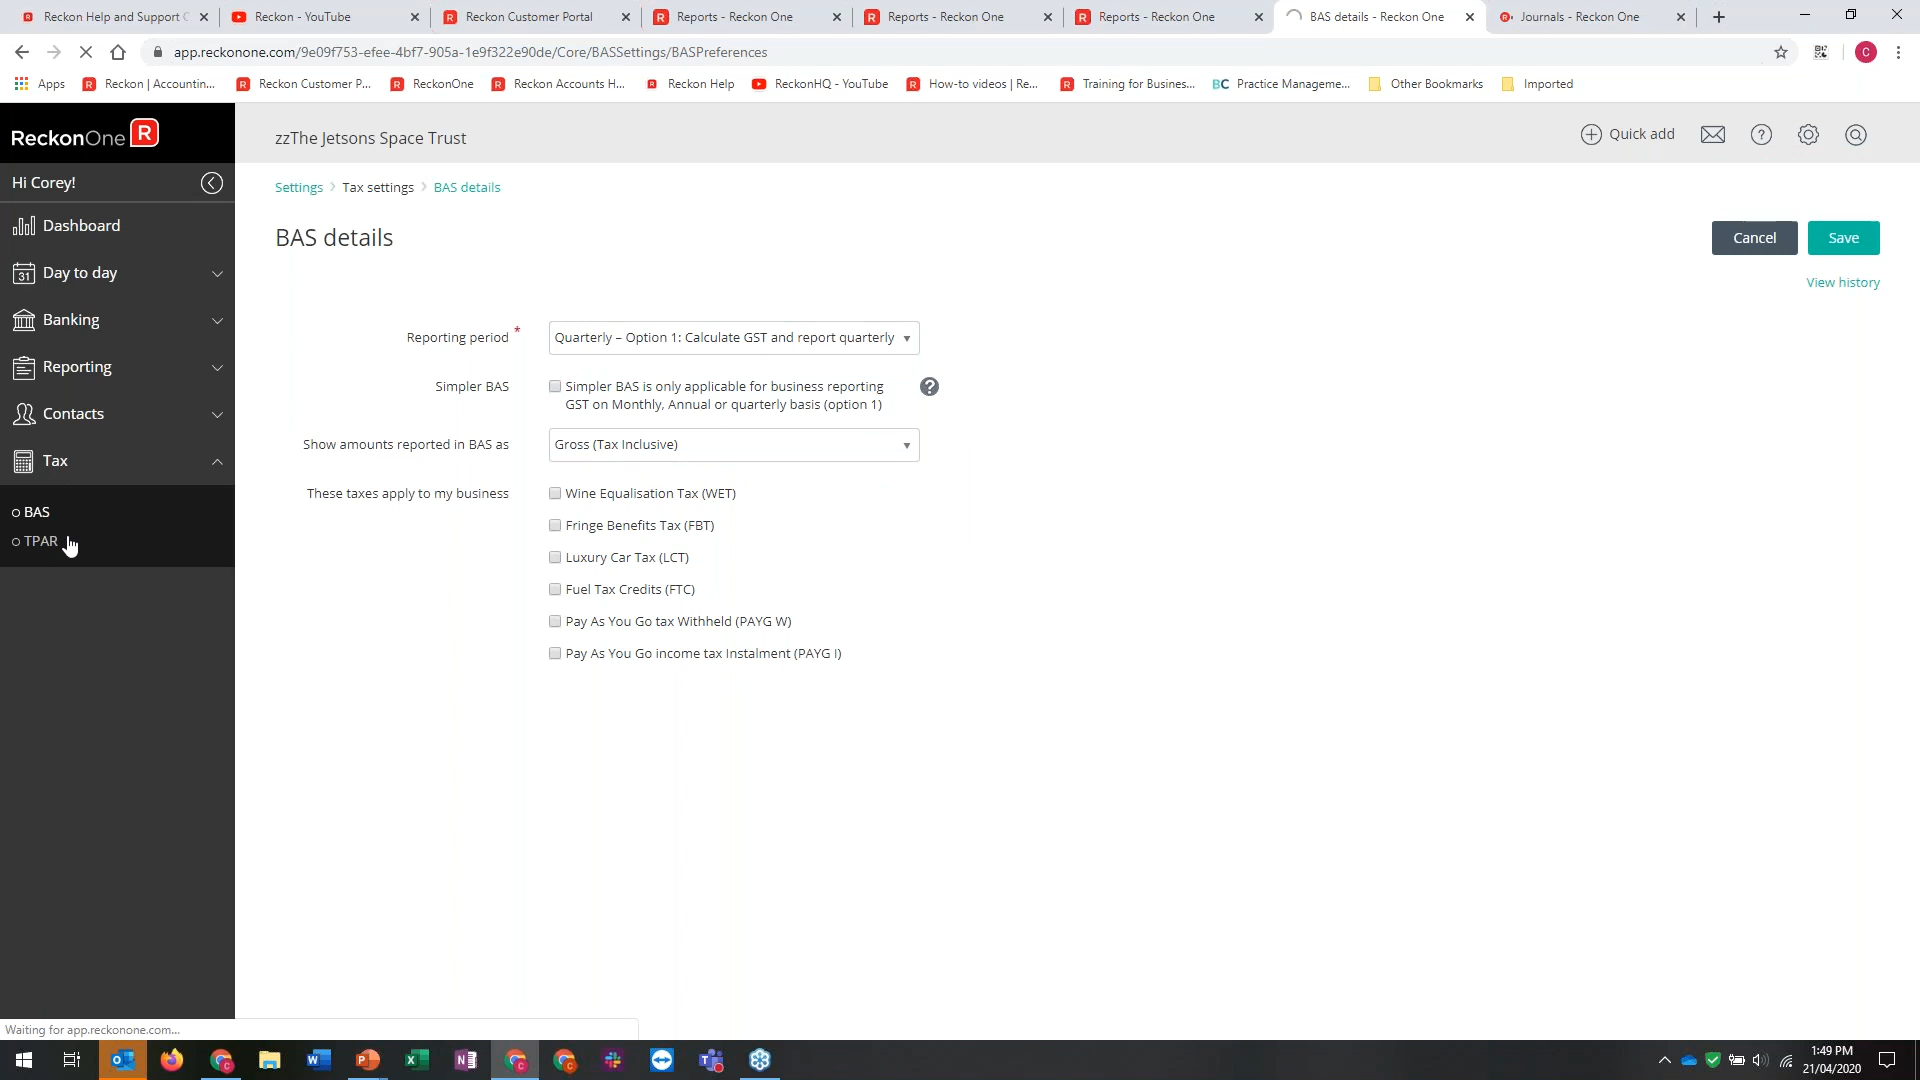 Reckon Help and Support C
Reckon - YouTube
Reckon Customer Portal
Reports - Reckon One
Reports - Reckon One
Reports - Reckon One
BAS details - Reckon One
Journals - Reckon One
app.reckonone.com/9e09f753-efee-4bf7-905a-1e9f322e90de/Core/BASSettings/BASPreferences
C
Apps
Reckon | Accountin...
Reckon Customer P...
ReckonOne
Reckon Accounts H...
Reckon Help
ReckonHQ - YouTube
How-to videos | Re...
Training for Busines...
BC Practice Manageme...
Other Bookmarks
Imported
ReckonOne R
zzThe Jetsons Space Trust
Quick add
Hi Corey!
Settings > Tax settings > BAS details
Dashboard
BAS details
Cancel
Save
31 Day to day
View history
Banking
Reporting period *
Quarterly – Option 1: Calculate GST and report quarterly
Reporting
Simpler BAS
Simpler BAS is only applicable for business reporting
GST on Monthly, Annual or quarterly basis (option 1)
?
Contacts
Show amounts reported in BAS as
Gross (Tax Inclusive)
Tax
These taxes apply to my business
Wine Equalisation Tax (WET)
BAS
Fringe Benefits Tax (FBT)
TPAR
Luxury Car Tax (LCT)
Fuel Tax Credits (FTC)
Pay As You Go tax Withheld (PAYG W)
Pay As You Go income tax Instalment (PAYG I)
Waiting for app.reckonone.com...
1:49 PM
21/04/2020